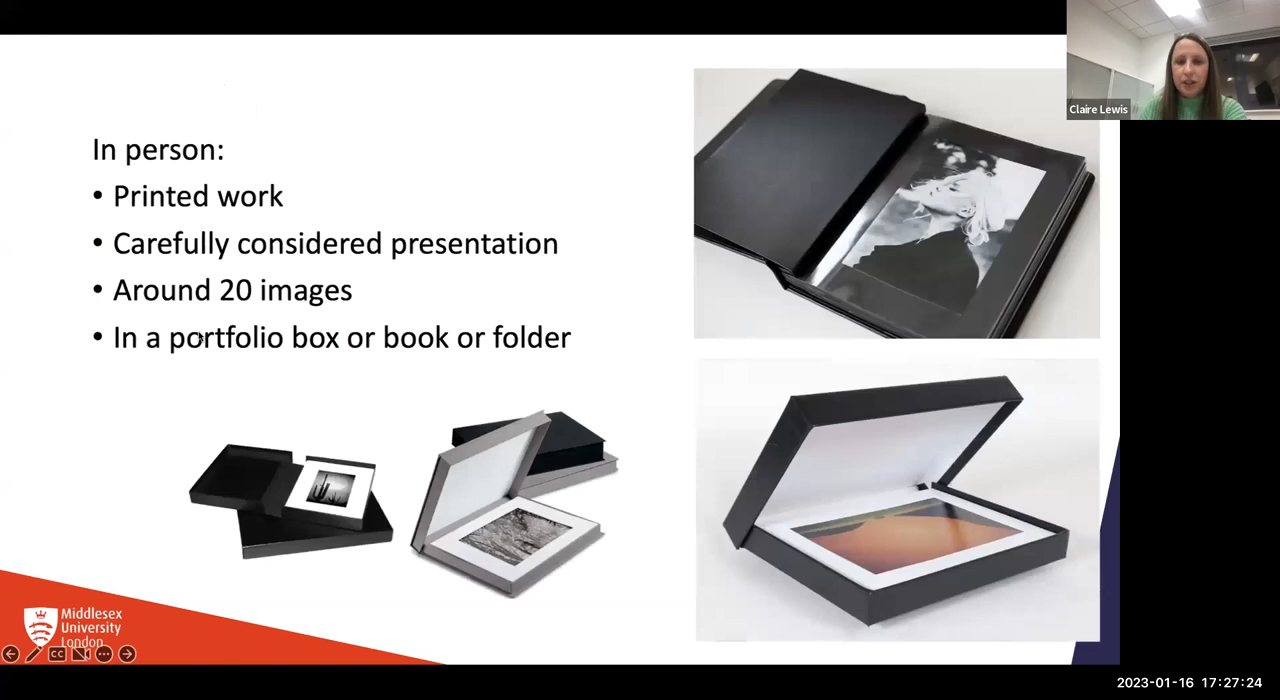 Claire Lewis
In person:
• Printed work
• Carefully considered presentation
• Around 20 images
• In a portfolio box or book or folder
Middlesex
University
London
CC
2023-01-16 17:27:24